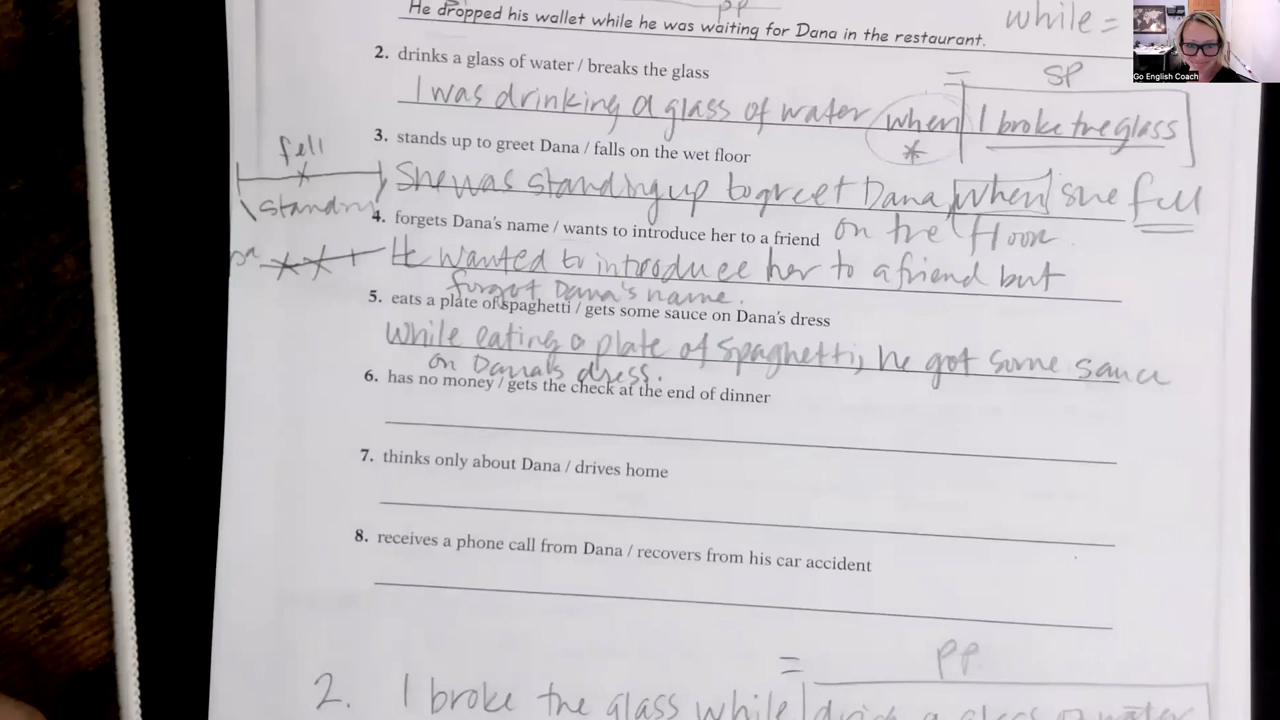 PP
He dropped his wallet while he was waiting for Dana in the restaurant.
while =
Go English Coach
2. drinks a glass of water / breaks the glass
= SP
I was drinking a glass of water when I broke the glass
*
3. stands up to greet Dana / falls on the wet floor
fell
She was standing up to greet Dana, when she fell
standing
on the floor.
4. forgets Dana's name / wants to introduce her to a friend
He wanted to introduce her to a friend but
forgot Dana's name.
5. eats a plate of spaghetti / gets some sauce on Dana's dress
While eating a plate of spaghetti, he got some sauce
on Dana's dress.
6. has no money / gets the check at the end of dinner
7. thinks only about Dana / drives home
8. receives a phone call from Dana / recovers from his car accident
= PP
2. I broke the glass while